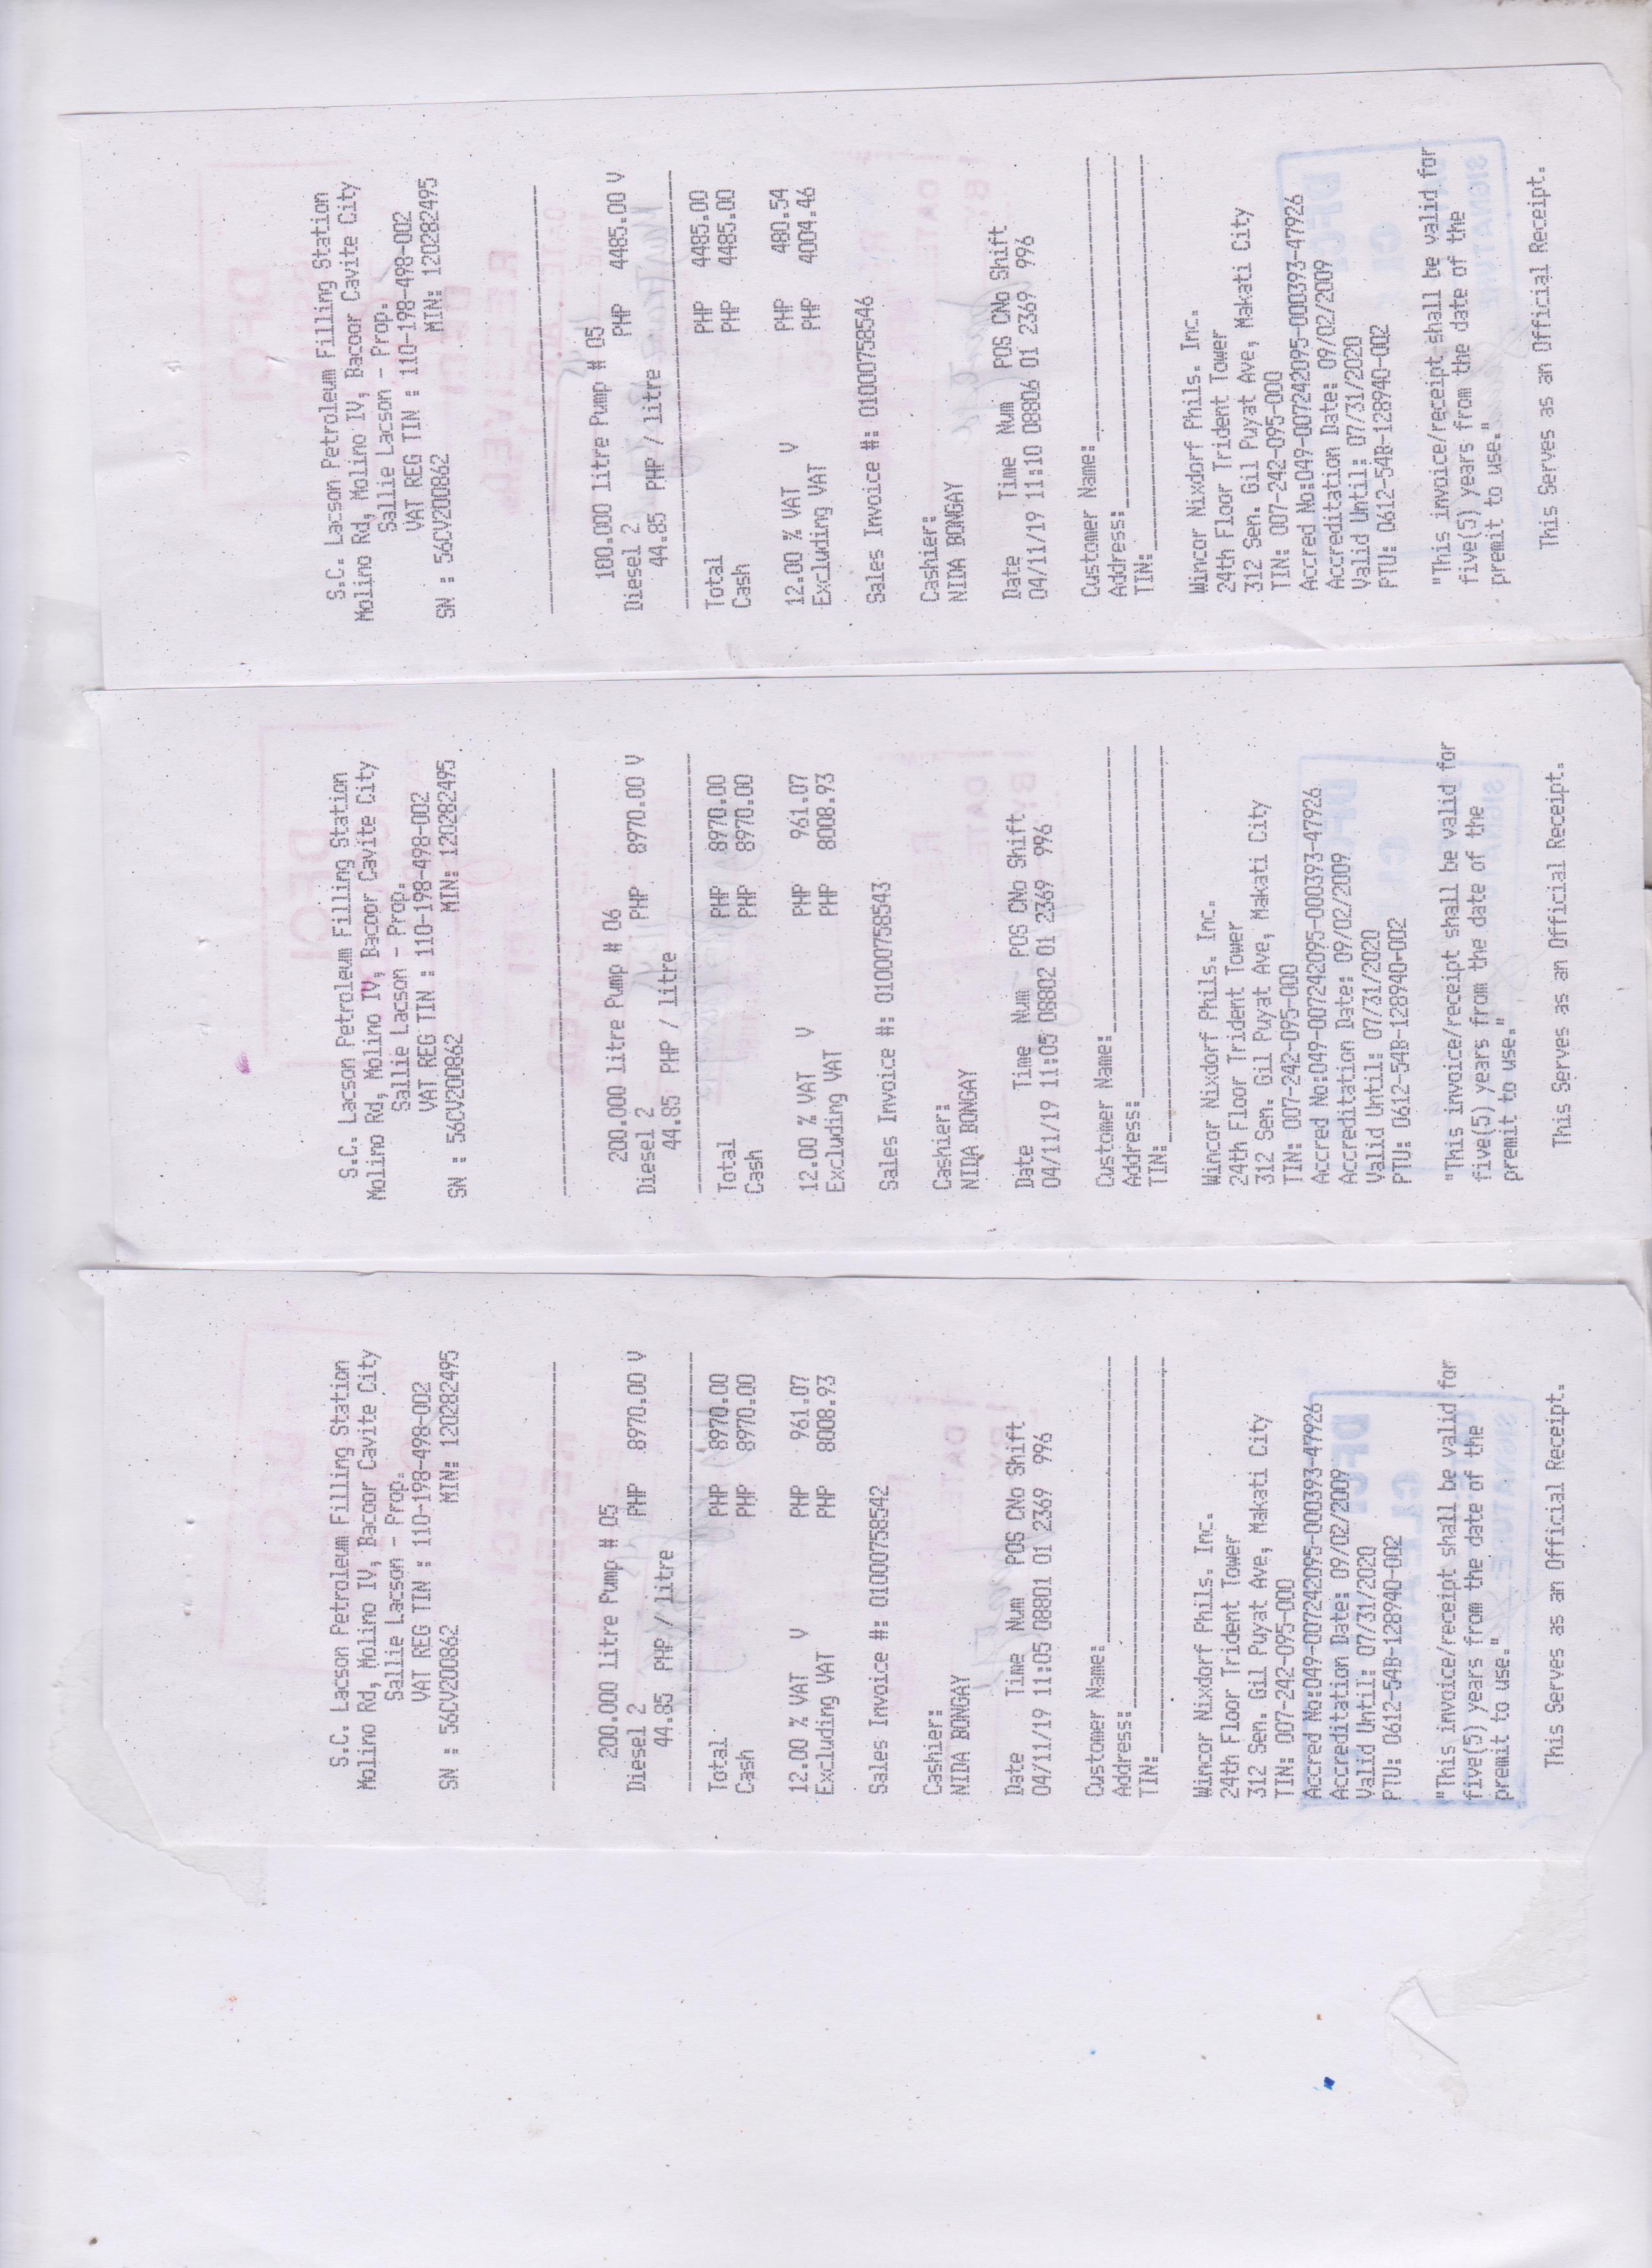 S.C. Lacson Petroleum Filling Station
Molino Rd, Molino IV, Bacoor Cavite City
Sallie Lacson - Prop.
VAT REG TIN : 110-198-498-002
SN : 56CV200862 MIN: 120282495
200.000 litre Pump # 05
Diesel 2 PHP 8970.00 V
44.85 PHP / litre
Total PHP 8970.00
Cash PHP 8970.00
12.00 % VAT V PHP 961.07
Excluding VAT PHP 8008.93
Sales Invoice #: 01000758542
Cashier:
NIDA BONGAY
Date Time Num POS CNo Shift
04/11/19 11:05 08801 01 2369 996
Customer Name:
Address:
TIN:
Wincor Nixdorf Phils. Inc.
24th Floor Trident Tower
312 Sen. Gil Puyat Ave, Makati City
TIN: 007-242-095-000
Accred No:049-007242095-000393-47926
Accreditation Date: 09/02/2009
Valid Until: 07/31/2020
PTU: 0612-54B-128940-002
"This invoice/receipt shall be valid for
five(5) years from the date of the
premit to use."
This Serves as an Official Receipt.
S.C. Lacson Petroleum Filling Station
Molino Rd, Molino IV, Bacoor Cavite City
Sallie Lacson - Prop.
VAT REG TIN : 110-198-498-002
SN : 56CV200862 MIN: 120282495
200.000 litre Pump # 06
Diesel 2 PHP 8970.00 V
44.85 PHP / litre
Total PHP 8970.00
Cash PHP 8970.00
12.00 % VAT V PHP 961.07
Excluding VAT PHP 8008.93
Sales Invoice #: 01000758543
Cashier:
NIDA BONGAY
Date Time Num POS CNo Shift
04/11/19 11:05 08802 01 2369 996
Customer Name:
Address:
TIN:
Wincor Nixdorf Phils. Inc.
24th Floor Trident Tower
312 Sen. Gil Puyat Ave, Makati City
TIN: 007-242-095-000
Accred No:049-007242095-000393-47926
Accreditation Date: 09/02/2009
Valid Until: 07/31/2020
PTU: 0612-54B-128940-002
"This invoice/receipt shall be valid for
five(5) years from the date of the
premit to use."
This Serves as an Official Receipt.
S.C. Lacson Petroleum Filling Station
Molino Rd, Molino IV, Bacoor Cavite City
Sallie Lacson - Prop.
VAT REG TIN : 110-198-498-002
SN : 56CV200862 MIN: 120282495
100.000 litre Pump # 05
Diesel 2 PHP 4485.00 V
44.85 PHP / litre
Total PHP 4485.00
Cash PHP 4485.00
12.00 % VAT V PHP 480.54
Excluding VAT PHP 4004.46
Sales Invoice #: 01000758546
Cashier:
NIDA BONGAY
Date Time Num POS CNo Shift
04/11/19 11:10 08806 01 2369 996
Customer Name:
Address:
TIN:
Wincor Nixdorf Phils. Inc.
24th Floor Trident Tower
312 Sen. Gil Puyat Ave, Makati City
TIN: 007-242-095-000
Accred No:049-007242095-000393-47926
Accreditation Date: 09/02/2009
Valid Until: 07/31/2020
PTU: 0612-54B-128940-002
"This invoice/receipt shall be valid for
five(5) years from the date of the
premit to use."
This Serves as an Official Receipt.